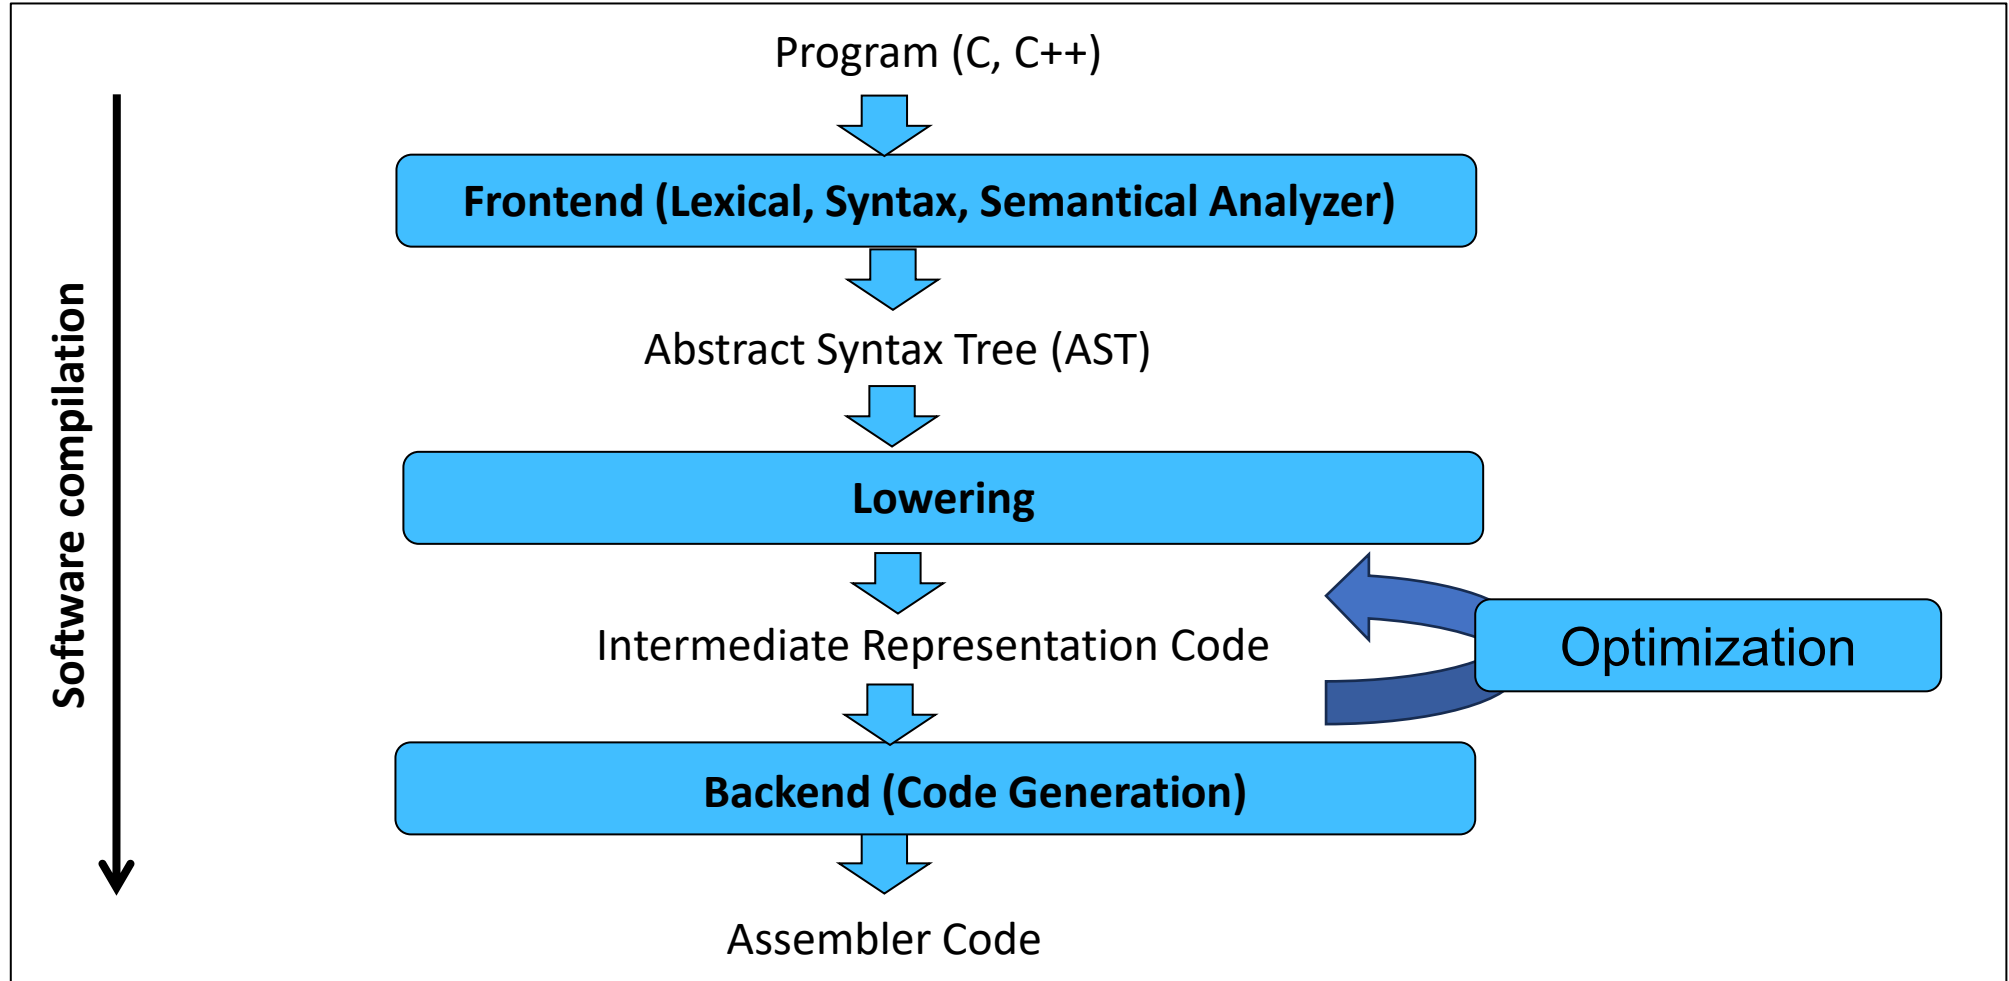 Program (C, C++)
Frontend (Lexical, Syntax, Semantical Analyzer)
Abstract Syntax Tree (AST)
Lowering
Intermediate Representation Code
Optimization
Backend (Code Generation)
Assembler Code
Software compilation